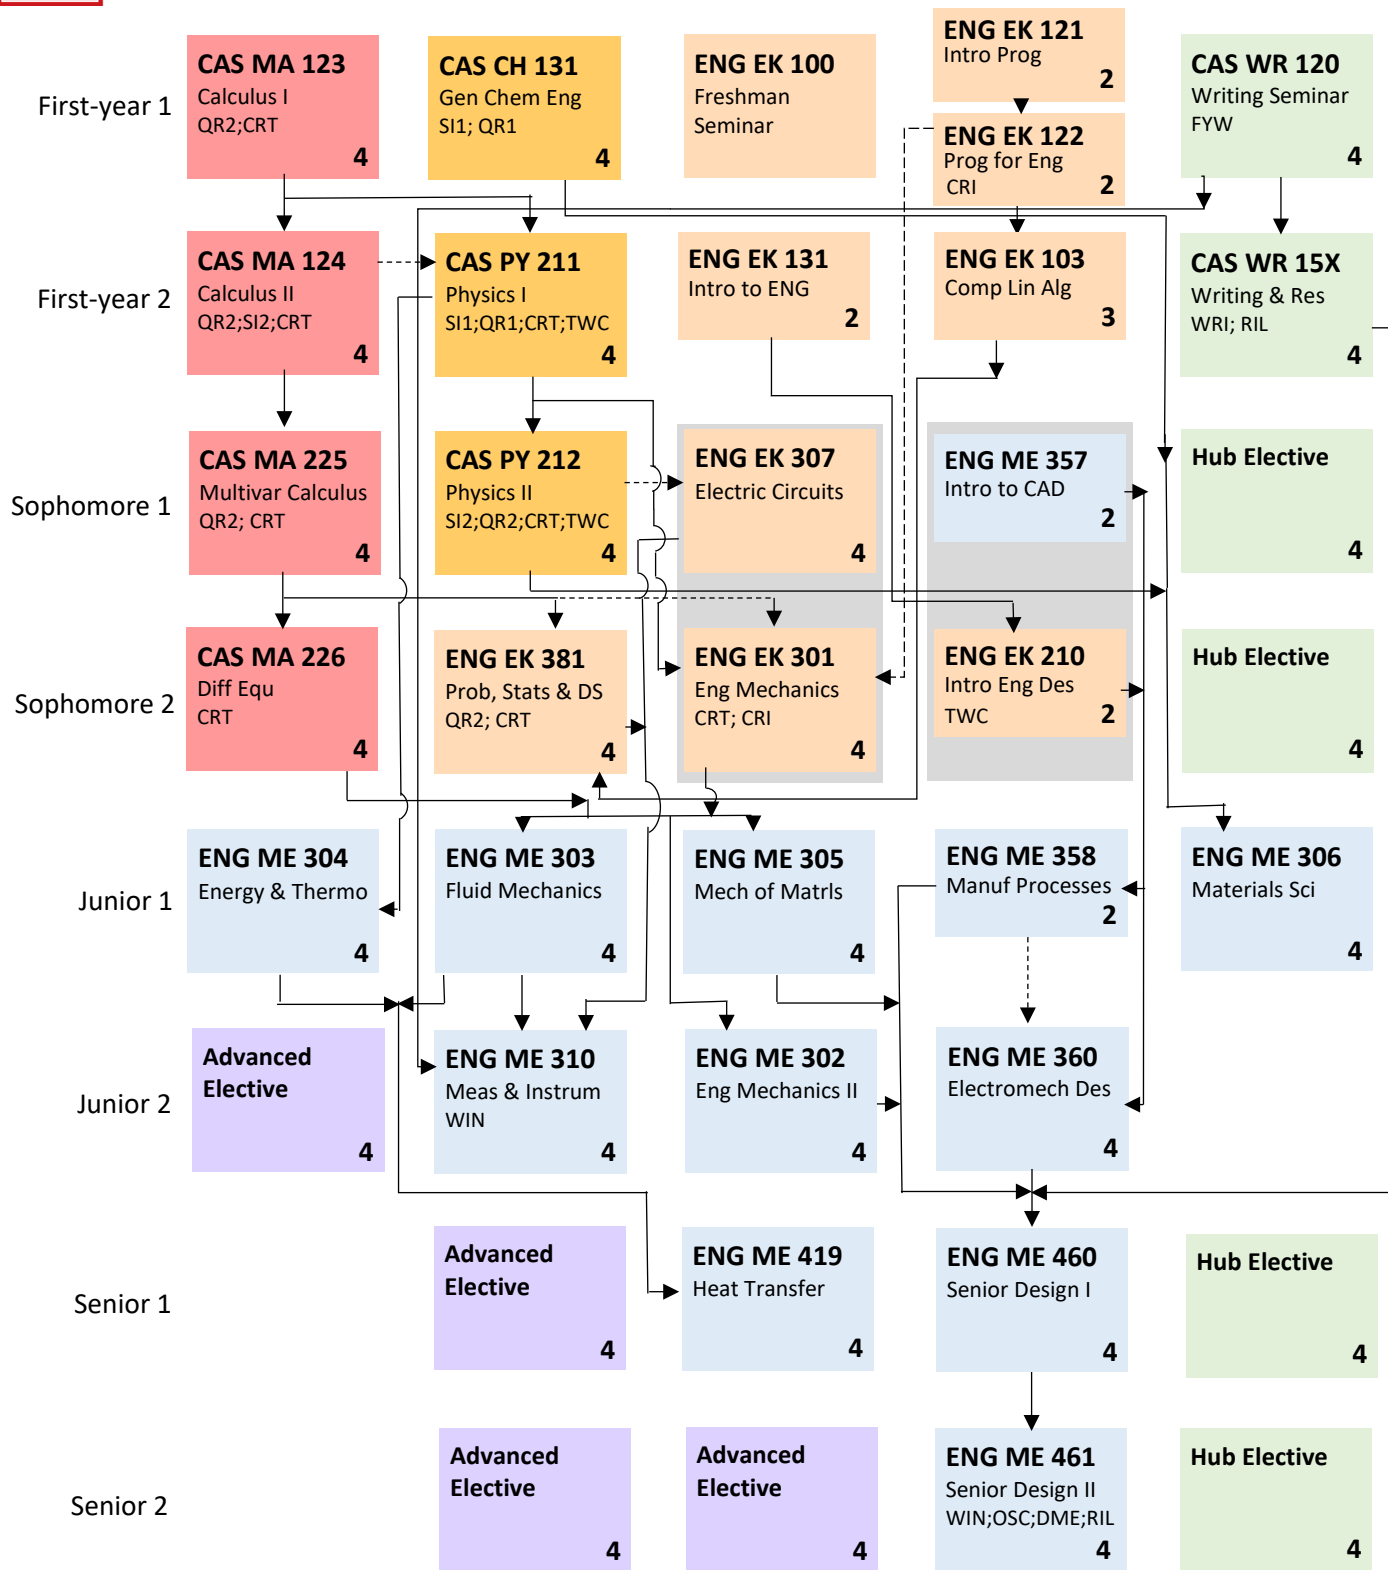 First-year 1
CAS MA 123
Calculus I
QR2;CRT
4
CAS CH 131
Gen Chem Eng
SI1; QR1
4
ENG EK 100
Freshman
Seminar
ENG EK 121
Intro Prog
2
ENG EK 122
Prog for Eng
CRI
2
CAS WR 120
Writing Seminar
FYW
4
First-year 2
CAS MA 124
Calculus II
QR2;SI2;CRT
4
CAS PY 211
Physics I
SI1;QR1;CRT;TWC
4
ENG EK 131
Intro to ENG
2
ENG EK 103
Comp Lin Alg
3
CAS WR 15X
Writing & Res
WRI; RIL
4
Sophomore 1
CAS MA 225
Multivar Calculus
QR2; CRT
4
CAS PY 212
Physics II
SI2;QR2;CRT;TWC
4
ENG EK 307
Electric Circuits
4
ENG ME 357
Intro to CAD
2
Hub Elective
4
Sophomore 2
CAS MA 226
Diff Equ
CRT
4
ENG EK 381
Prob, Stats & DS
QR2; CRT
4
ENG EK 301
Eng Mechanics
CRT; CRI
4
ENG EK 210
Intro Eng Des
TWC
2
Hub Elective
4
Junior 1
ENG ME 304
Energy & Thermo
4
ENG ME 303
Fluid Mechanics
4
ENG ME 305
Mech of Matrls
4
ENG ME 358
Manuf Processes
2
ENG ME 306
Materials Sci
4
Junior 2
Advanced
Elective
4
ENG ME 310
Meas & Instrum
WIN
4
ENG ME 302
Eng Mechanics II
4
ENG ME 360
Electromech Des
4
Senior 1
Advanced
Elective
4
ENG ME 419
Heat Transfer
4
ENG ME 460
Senior Design I
4
Hub Elective
4
Senior 2
Advanced
Elective
4
Advanced
Elective
4
ENG ME 461
Senior Design II
WIN;OSC;DME;RIL
4
Hub Elective
4